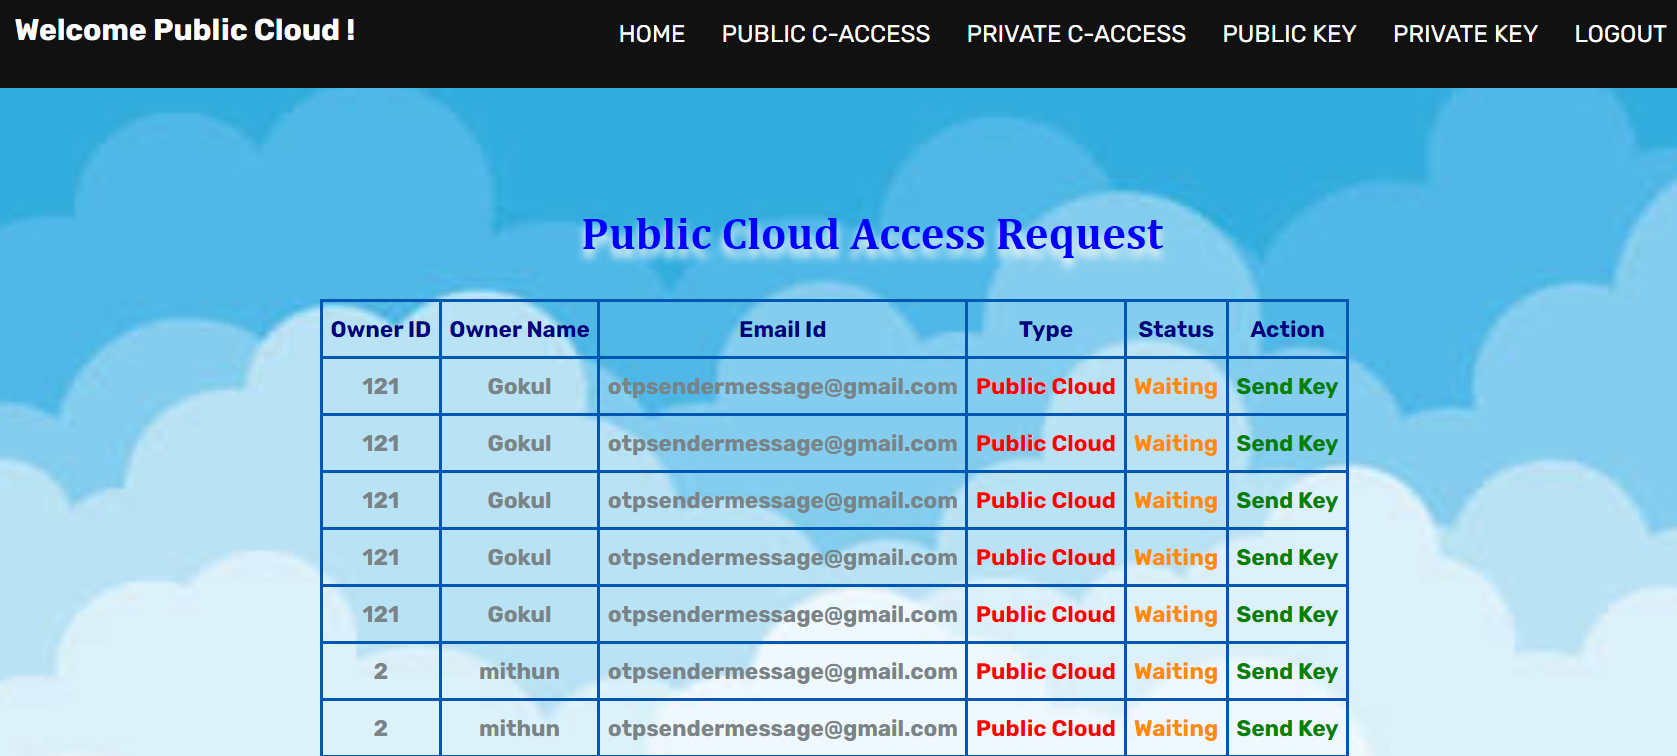 Welcome Public Cloud ! HOME PUBLIC C-ACCESS PRIVATE C-ACCESS PUBLIC KEY PRIVATE KEY LOGOUT
Public Cloud Access Request
Owner ID Owner Name Email Id Type Status Action
121 Gokul otpsendermessage@gmail.com Public Cloud Waiting Send Key
121 Gokul otpsendermessage@gmail.com Public Cloud Waiting Send Key
121 Gokul otpsendermessage@gmail.com Public Cloud Waiting Send Key
121 Gokul otpsendermessage@gmail.com Public Cloud Waiting Send Key
121 Gokul otpsendermessage@gmail.com Public Cloud Waiting Send Key
2 mithun otpsendermessage@gmail.com Public Cloud Waiting Send Key
2 mithun otpsendermessage@gmail.com Public Cloud Waiting Send Key